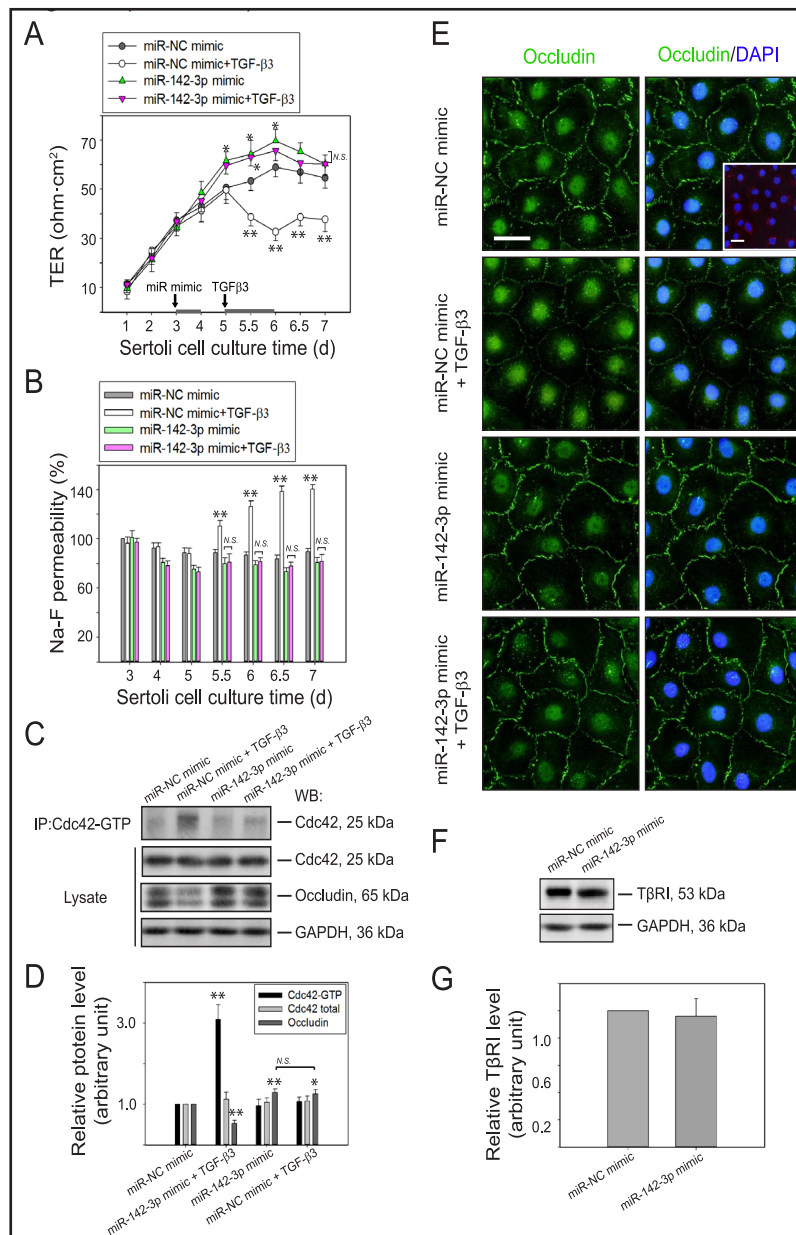 A
miR-NC mimic
miR-NC mimic+TGF-β3
miR-142-3p mimic
miR-142-3p mimic+TGF-β3
TER (ohm·cm²)
70
50
30
10
*
*
*
*
N.S.
**
**
**
miR mimic
TGFβ3
1 2 3 4 5 5.5 6 6.5 7
Sertoli cell culture time (d)
B
miR-NC mimic
miR-NC mimic+TGF-β3
miR-142-3p mimic
miR-142-3p mimic+TGF-β3
Na-F permeability (%)
140
100
60
20
**
**
**
**
N.S.
N.S.
N.S.
N.S.
3 4 5 5.5 6 6.5 7
Sertoli cell culture time (d)
C
miR-NC mimic
miR-NC mimic + TGF-β3
miR-142-3p mimic
miR-142-3p mimic + TGF-β3
WB:
IP:Cdc42-GTP
Cdc42, 25 kDa
Cdc42, 25 kDa
Lysate
Occludin, 65 kDa
GAPDH, 36 kDa
D
Relative ptotein level
(arbitrary unit)
3.0
1.0
Cdc42-GTP
Cdc42 total
Occludin
**
**
**
N.S.
*
miR-NC mimic
miR-142-3p mimic + TGF-β3
miR-142-3p mimic
miR-NC mimic + TGF-β3
E
Occludin
Occludin/DAPI
miR-NC mimic
miR-NC mimic
+ TGF-β3
miR-142-3p mimic
miR-142-3p mimic
+ TGF-β3
F
miR-NC mimic
miR-142-3p mimic
TβRI, 53 kDa
GAPDH, 36 kDa
G
Relative TβRI level
(arbitrary unit)
1.0
0.6
0.2
miR-NC mimic
miR-142-3p mimic